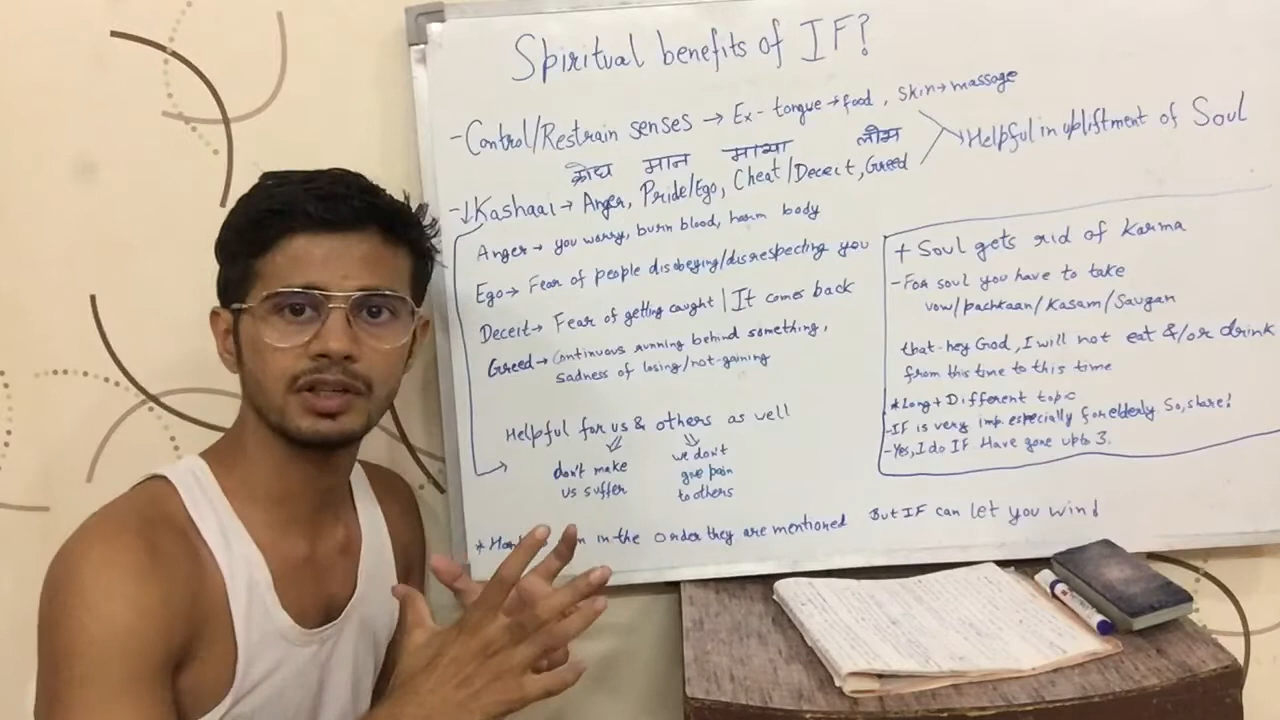 Spiritual benefits of IF?
-Control/Restrain senses → Ex- tongue → food, Skin → massage
Helpful in upliftment of Soul
क्रोध मान माया लोभ
-↓Kashaai → Anger, Pride/Ego, Cheat/Deceit, Greed
Anger → you worry, burn blood, harm body
Ego → Fear of people disobeying/disrespecting you
Deceit → Fear of getting caught | It comes back
Greed → Continuous running behind something,
sadness of losing/not-gaining
Helpful for us & others as well
don't make
us suffer
we don't
give pain
to others
* in the order they are mentioned
But IF can let you win!
+ Soul gets rid of Karma
-For soul you have to take
vow/pachkaan/Kasam/Saugan
that-hey God, I will not eat &/or drink
from this time to this time
*Long + Different topic
-IF is very imp. especially for elderly. So, share!
-Yes, I do IF Have gone upto 3.